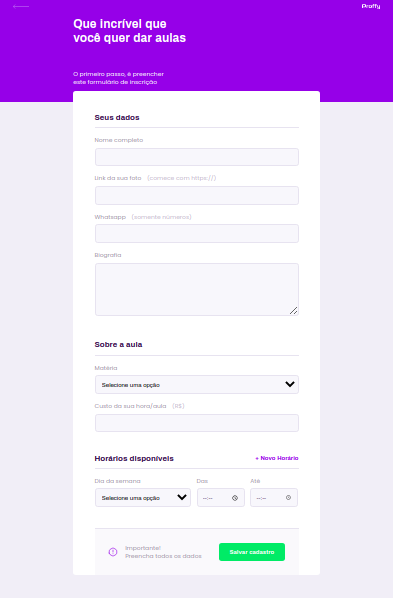 Proffy
Que incrível que
você quer dar aulas
O primeiro passo, é preencher
este formulário de inscrição
Seus dados
Nome completo
Link da sua foto (comece com https://)
Whatsapp (somente números)
Biografia
Sobre a aula
Matéria
Selecione uma opção
Custo da sua hora/aula (R$)
Horários disponíveis + Novo Horário
Dia da semana Das Até
Selecione uma opção --:-- --:--
Importante!
Preencha todos os dados
Salvar cadastro